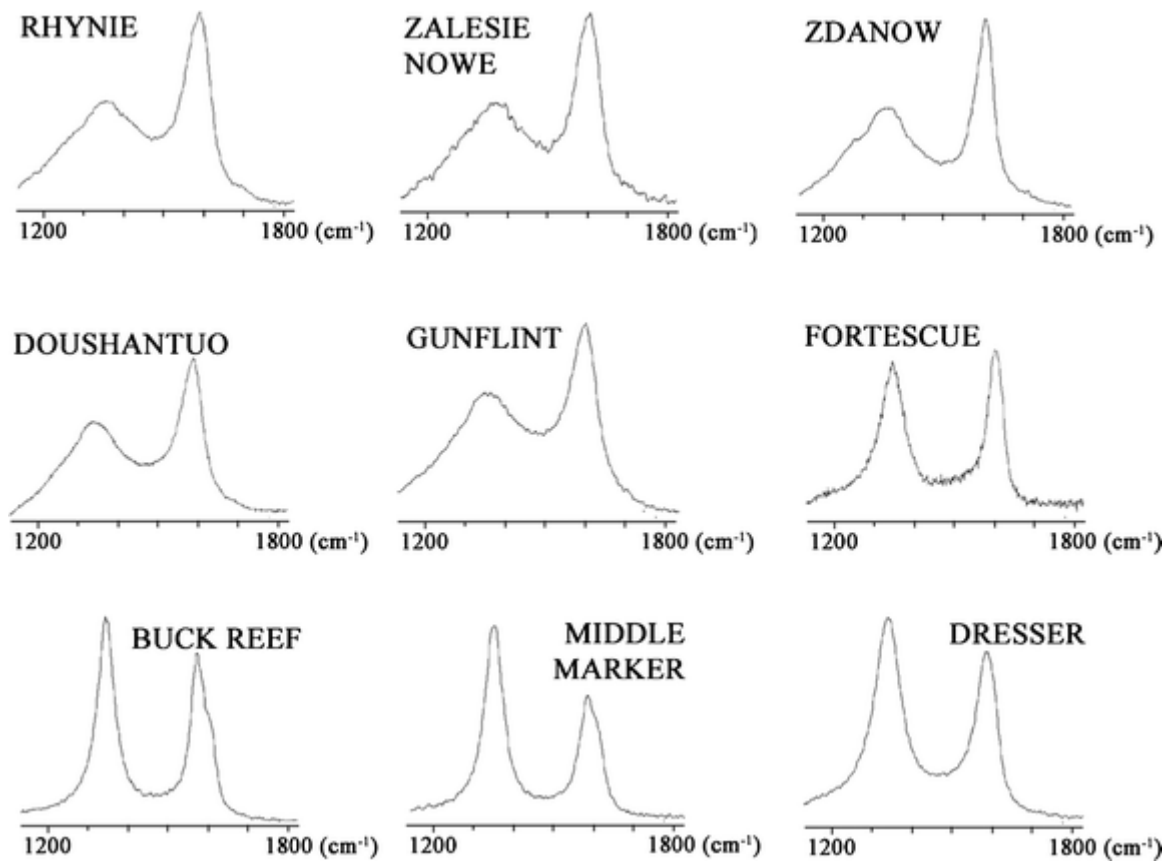 RHYNIE
1200 1800 (cm⁻¹)
ZALESIE
NOWE
1200 1800 (cm⁻¹)
ZDANOW
1200 1800 (cm⁻¹)
DOUSHANTUO
1200 1800 (cm⁻¹)
GUNFLINT
1200 1800 (cm⁻¹)
FORTESCUE
1200 1800 (cm⁻¹)
BUCK REEF
1200 1800 (cm⁻¹)
MIDDLE
MARKER
1200 1800 (cm⁻¹)
DRESSER
1200 1800 (cm⁻¹)